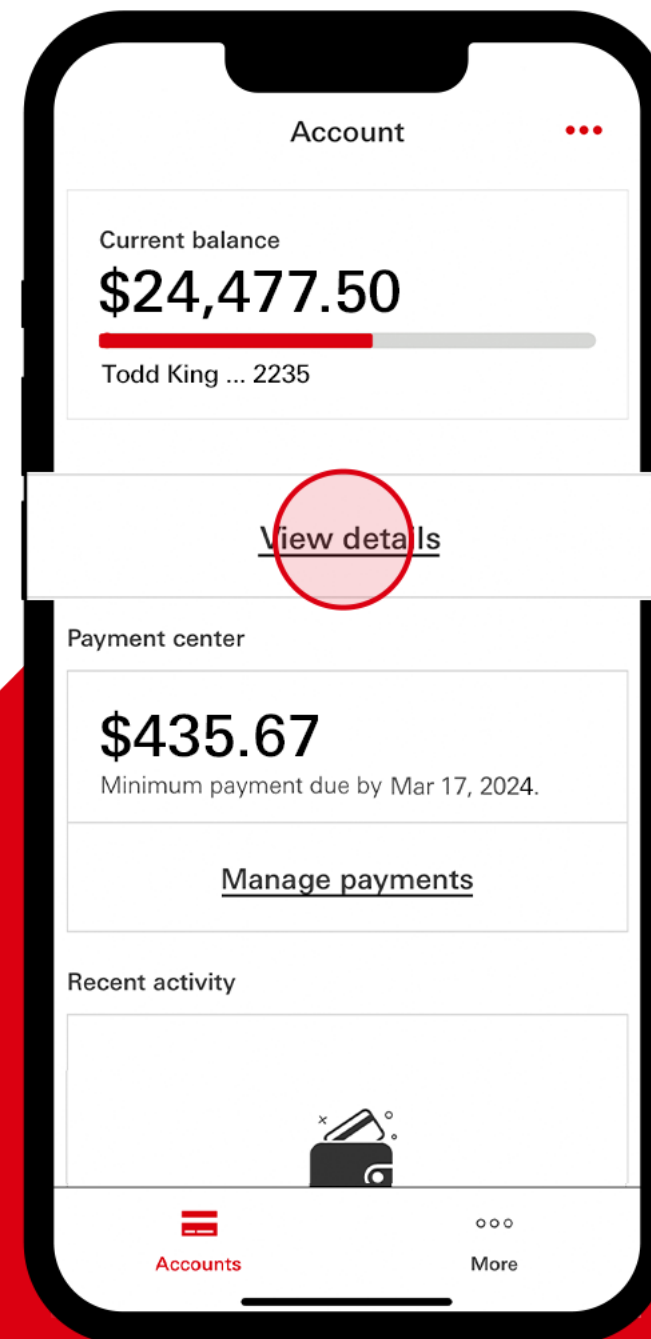 Account
Current balance
$24,477.50
Todd King ... 2235
View details
Payment center
$435.67
Minimum payment due by Mar 17, 2024.
Manage payments
Recent activity
Accounts
More